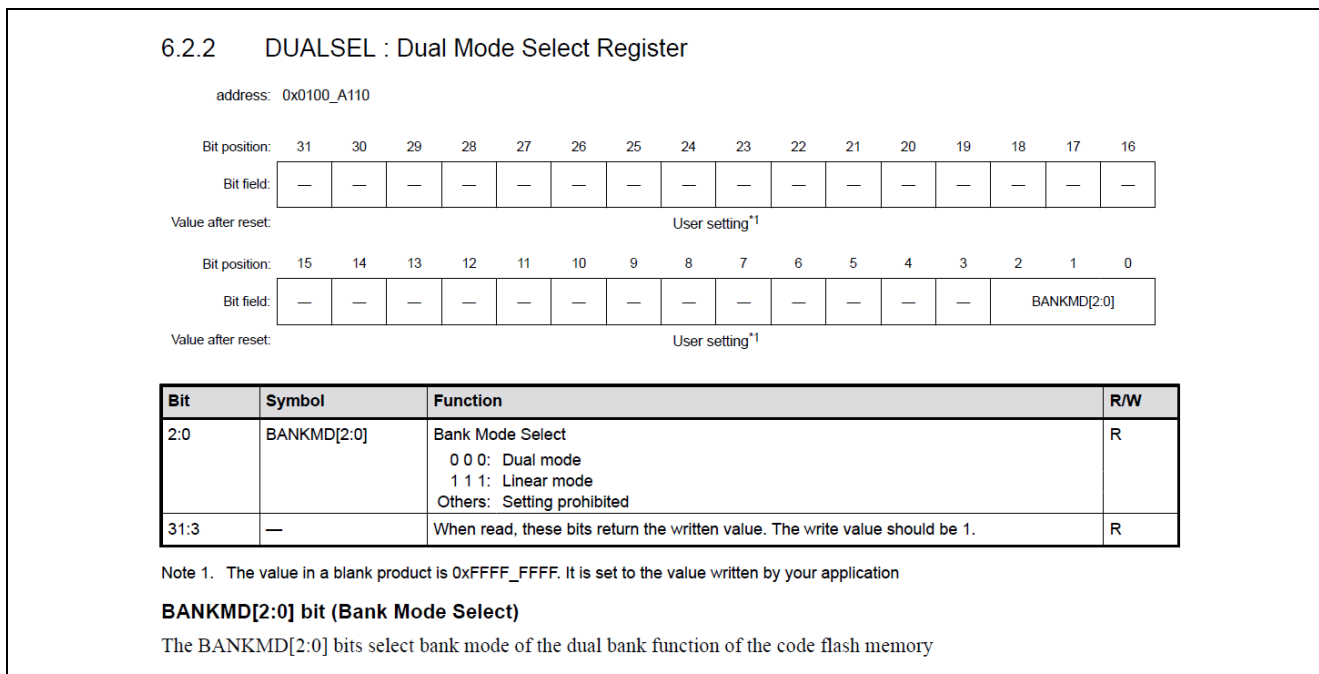 6.2.2 DUALSEL : Dual Mode Select Register
address: 0x0100_A110
Bit position: 31 30 29 28 27 26 25 24 23 22 21 20 19 18 17 16
Bit field: — — — — — — — — — — — — — — — —
Value after reset: User setting*1
Bit position: 15 14 13 12 11 10 9 8 7 6 5 4 3 2 1 0
Bit field: — — — — — — — — — — — — — BANKMD[2:0]
Value after reset: User setting*1
Bit Symbol Function R/W
2:0 BANKMD[2:0] Bank Mode Select R
0 0 0: Dual mode
1 1 1: Linear mode
Others: Setting prohibited
31:3 — When read, these bits return the written value. The write value should be 1. R
Note 1. The value in a blank product is 0xFFFF_FFFF. It is set to the value written by your application
BANKMD[2:0] bit (Bank Mode Select)
The BANKMD[2:0] bits select bank mode of the dual bank function of the code flash memory